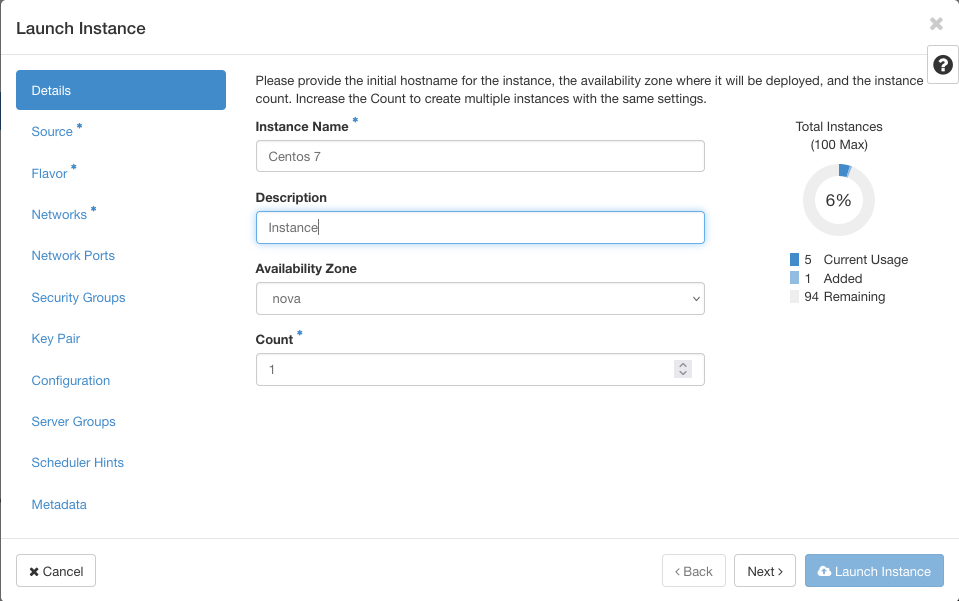 Launch Instance
Details
Source *
Flavor *
Networks *
Network Ports
Security Groups
Key Pair
Configuration
Server Groups
Scheduler Hints
Metadata
Please provide the initial hostname for the instance, the availability zone where it will be deployed, and the instance
count. Increase the Count to create multiple instances with the same settings.
Instance Name *
Centos 7
Description
Instance
Availability Zone
nova
Count *
1
Total Instances
(100 Max)
6%
5 Current Usage
1 Added
94 Remaining
✖ Cancel
‹ Back
Next ›
Launch Instance